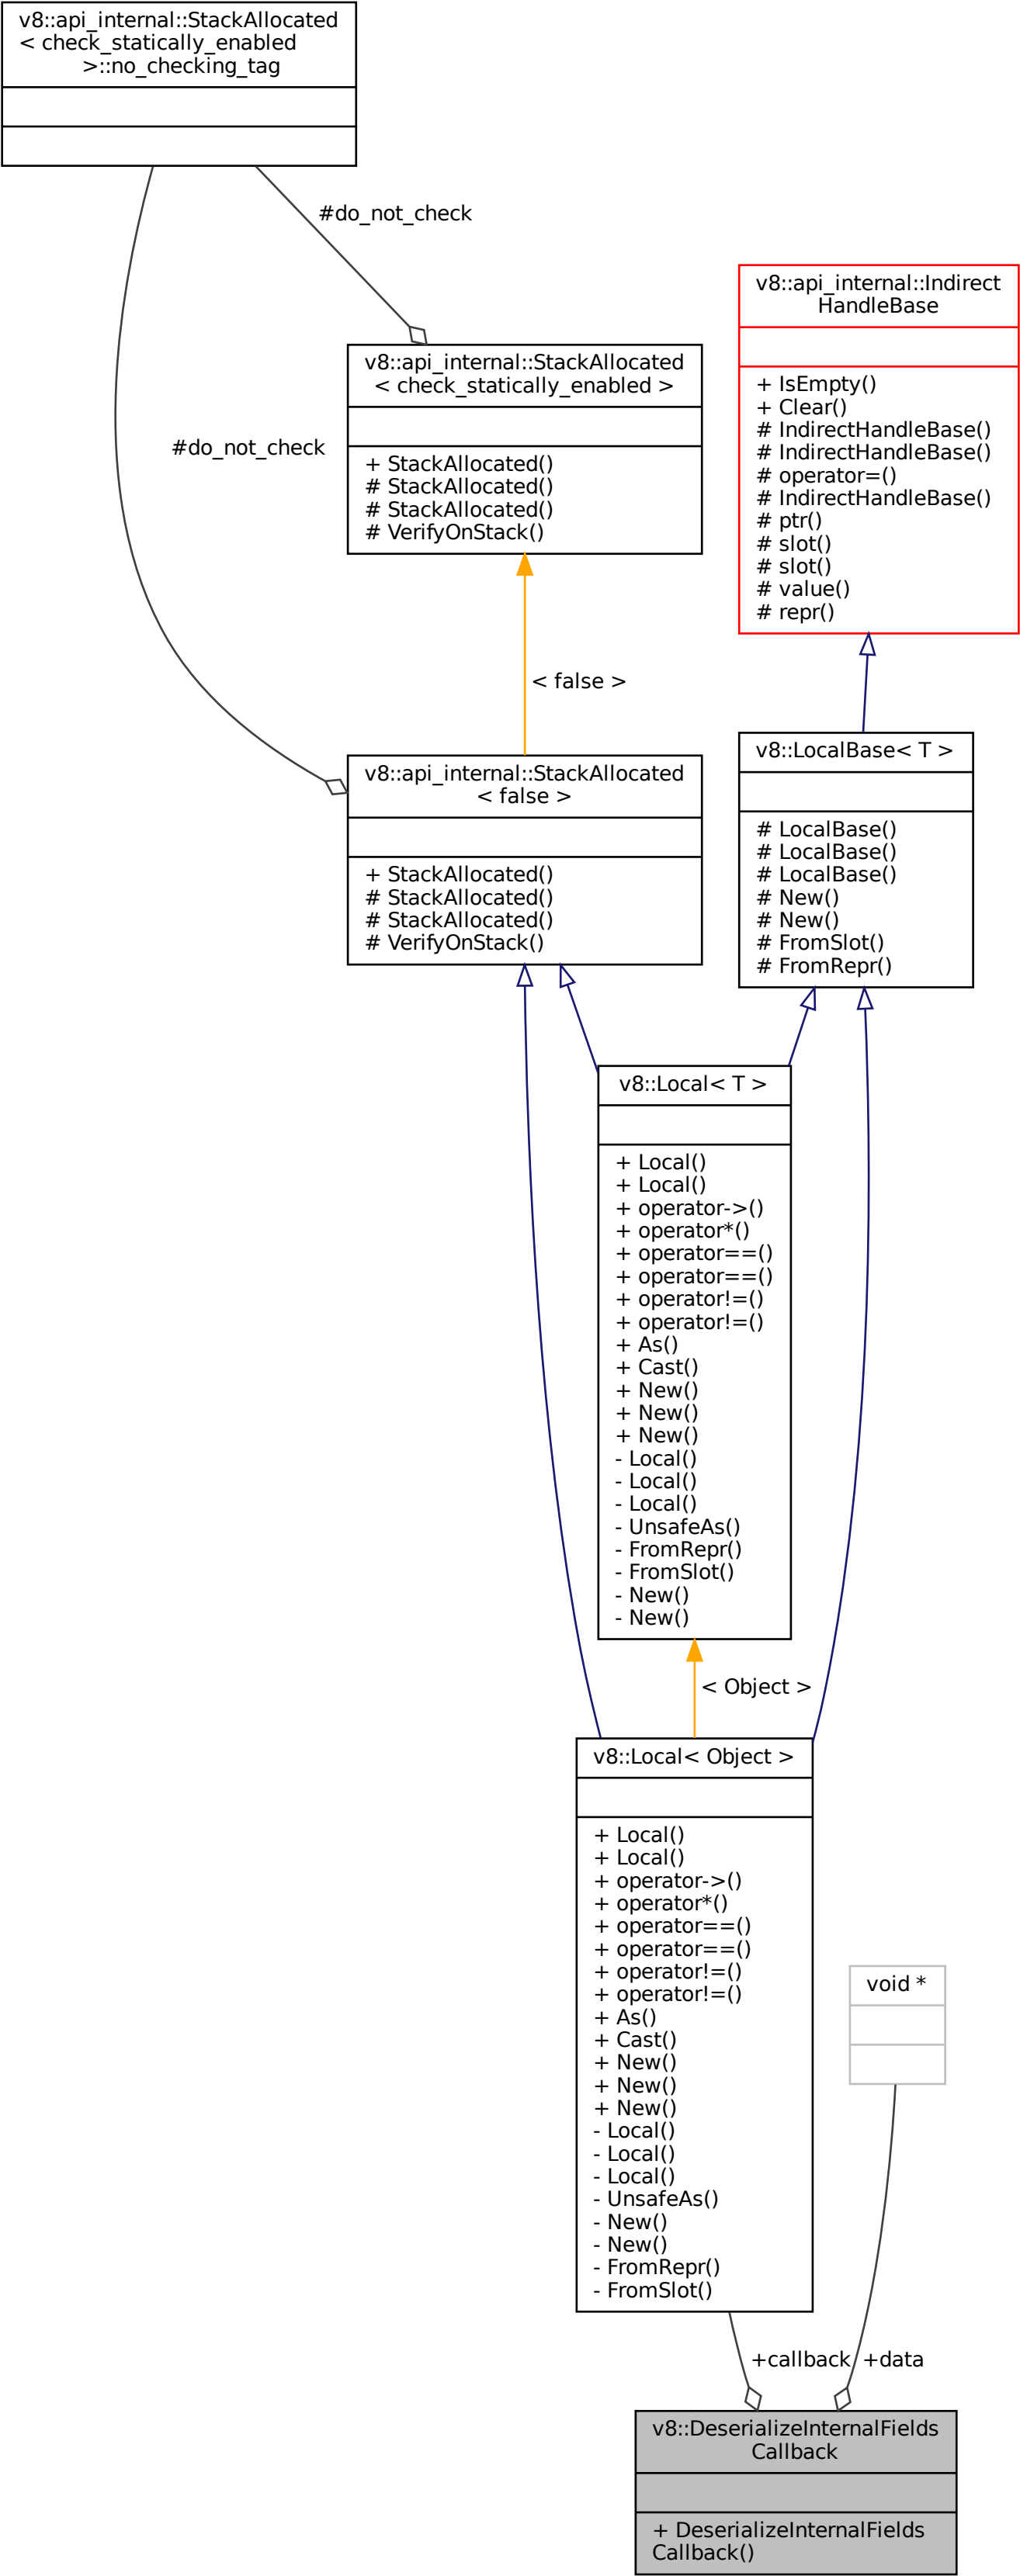 v8::api_internal::StackAllocated
< check_statically_enabled
>::no_checking_tag
#do_not_check
v8::api_internal::Indirect
HandleBase
+ IsEmpty()
+ Clear()
# IndirectHandleBase()
# IndirectHandleBase()
# operator=()
# IndirectHandleBase()
# ptr()
# slot()
# slot()
# value()
# repr()
v8::api_internal::StackAllocated
< check_statically_enabled >
+ StackAllocated()
# StackAllocated()
# StackAllocated()
# VerifyOnStack()
#do_not_check
< false >
v8::LocalBase< T >
# LocalBase()
# LocalBase()
# LocalBase()
# New()
# New()
# FromSlot()
# FromRepr()
v8::api_internal::StackAllocated
< false >
+ StackAllocated()
# StackAllocated()
# StackAllocated()
# VerifyOnStack()
v8::Local< T >
+ Local()
+ Local()
+ operator->()
+ operator*()
+ operator==()
+ operator==()
+ operator!=()
+ operator!=()
+ As()
+ Cast()
+ New()
+ New()
+ New()
- Local()
- Local()
- Local()
- UnsafeAs()
- FromRepr()
- FromSlot()
- New()
- New()
< Object >
v8::Local< Object >
+ Local()
+ Local()
+ operator->()
+ operator*()
+ operator==()
+ operator==()
+ operator!=()
+ operator!=()
+ As()
+ Cast()
+ New()
+ New()
+ New()
- Local()
- Local()
- Local()
- UnsafeAs()
- New()
- New()
- FromRepr()
- FromSlot()
void *
+callback
+data
v8::DeserializeInternalFields
Callback
+ DeserializeInternalFields
Callback()